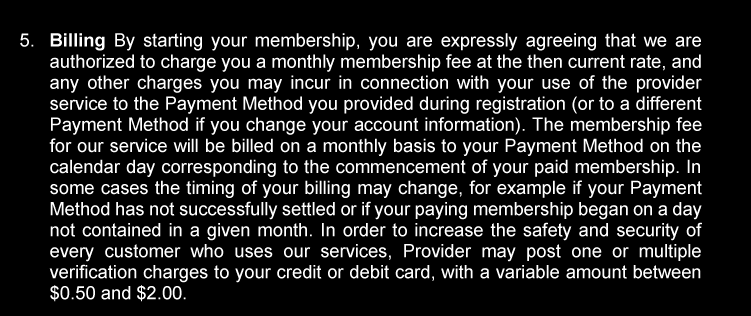 5. Billing By starting your membership, you are expressly agreeing that we are
authorized to charge you a monthly membership fee at the then current rate, and
any other charges you may incur in connection with your use of the provider
service to the Payment Method you provided during registration (or to a different
Payment Method if you change your account information). The membership fee
for our service will be billed on a monthly basis to your Payment Method on the
calendar day corresponding to the commencement of your paid membership. In
some cases the timing of your billing may change, for example if your Payment
Method has not successfully settled or if your paying membership began on a day
not contained in a given month. In order to increase the safety and security of
every customer who uses our services, Provider may post one or multiple
verification charges to your credit or debit card, with a variable amount between
$0.50 and $2.00.